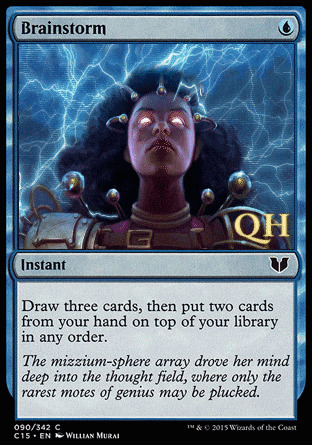 Brainstorm
QH
Instant
Draw three cards, then put two cards
from your hand on top of your library
in any order.
The mizzium-sphere array drove her mind
deep into the thought field, where only the
rarest motes of genius may be plucked.
090/342 C
C15 • EN Willian Murai
™ & © 2015 Wizards of the Coast